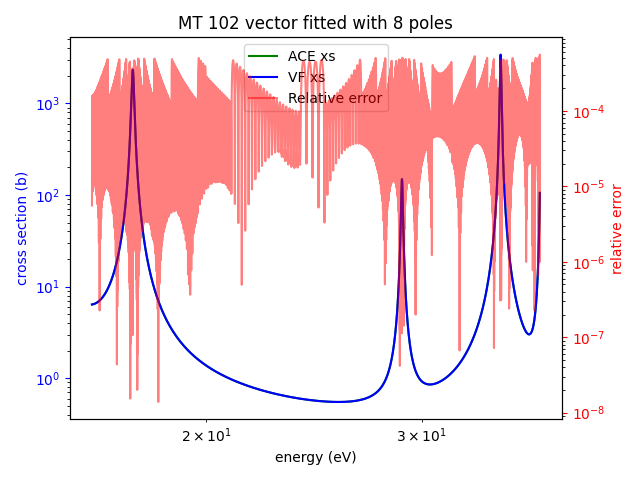 MT 102 vector fitted with 8 poles
ACE xs
VF xs
Relative error
10³
10²
10¹
10⁰
cross section (b)
10⁻⁴
10⁻⁵
10⁻⁶
10⁻⁷
10⁻⁸
relative error
2 × 10¹
3 × 10¹
energy (eV)